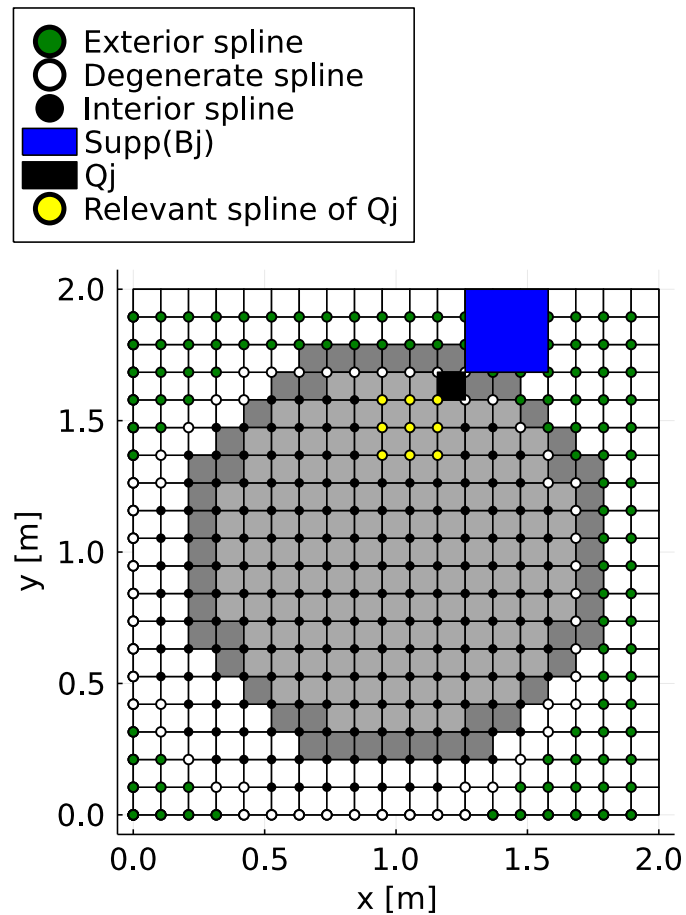 Exterior spline
Degenerate spline
Interior spline
Supp(Bj)
Qj
Relevant spline of Qj
2.0
1.5
1.0
0.5
0.0
y [m]
0.0 0.5 1.0 1.5 2.0
x [m]